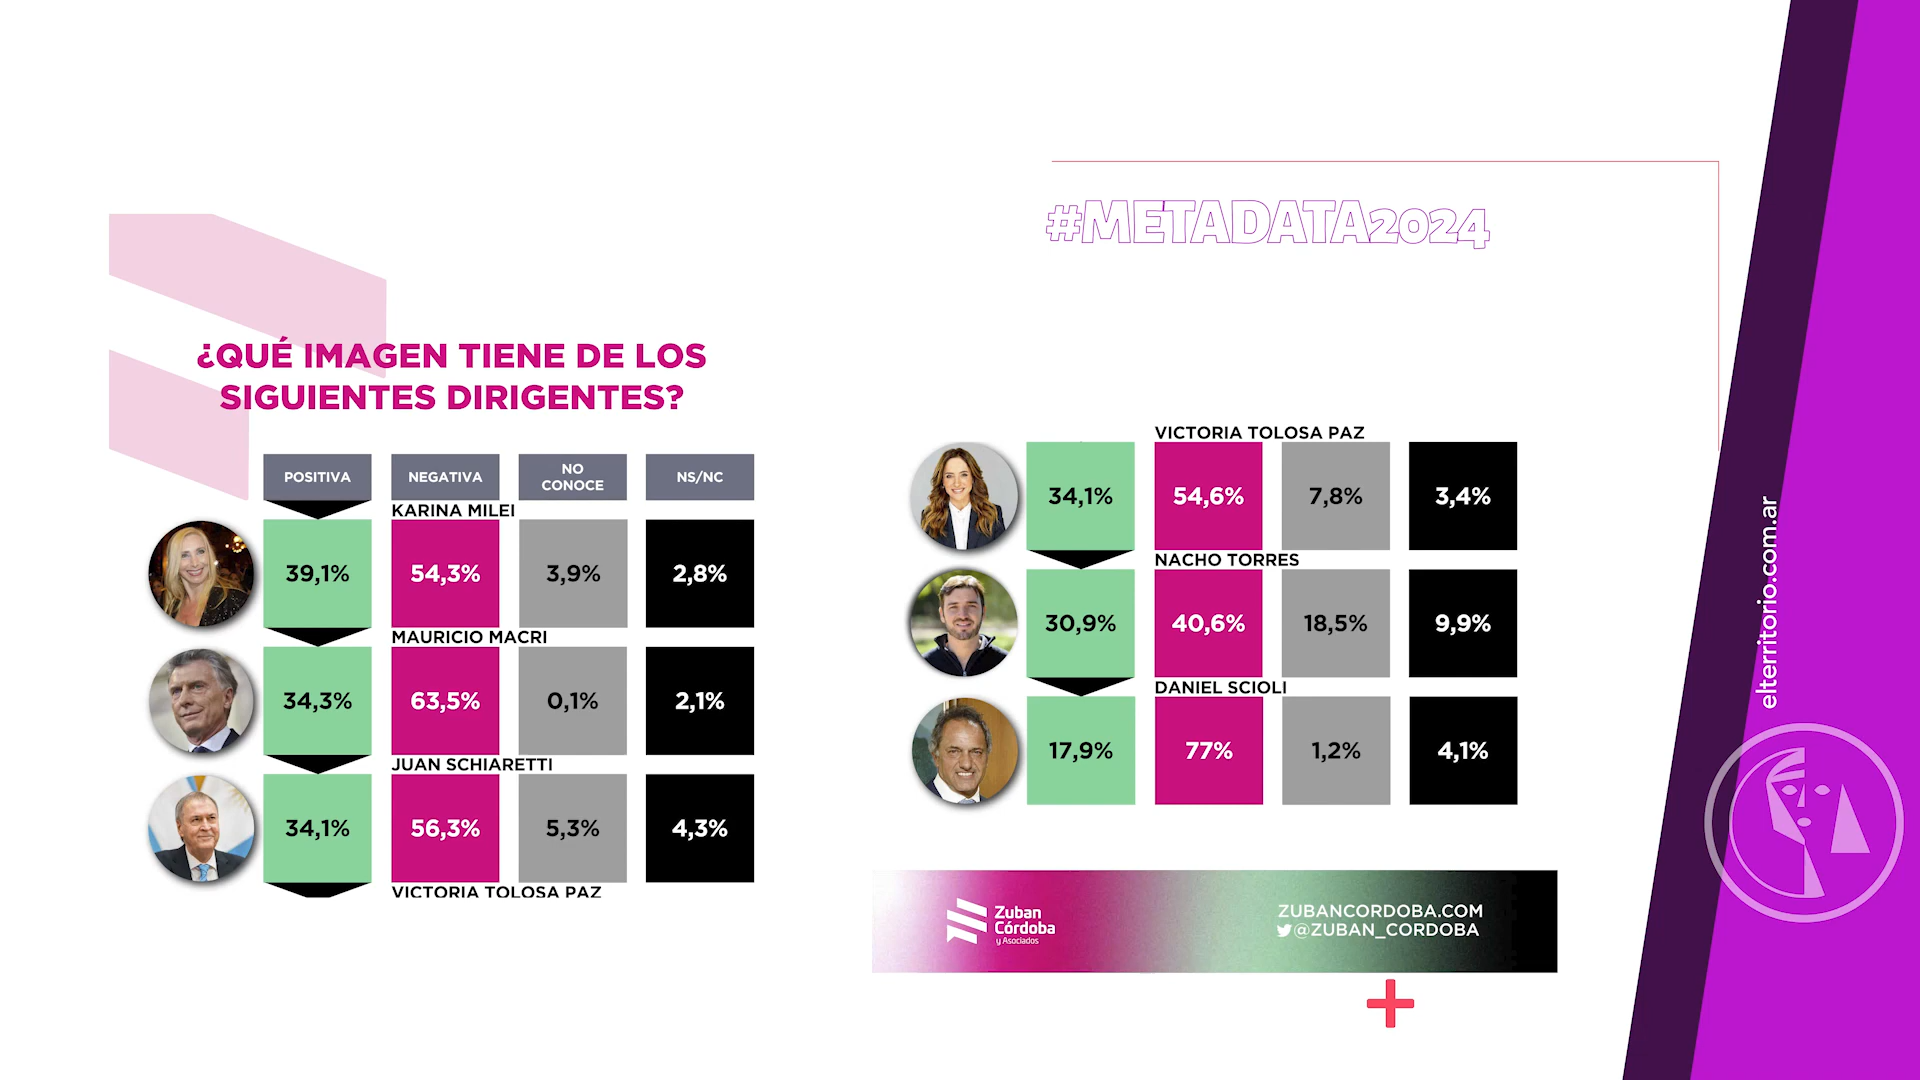 #METADATA2024
¿QUÉ IMAGEN TIENE DE LOS
SIGUIENTES DIRIGENTES?
POSITIVA
NEGATIVA
NO
CONOCE
NS/NC
KARINA MILEI
39,1%
54,3%
3,9%
2,8%
MAURICIO MACRI
34,3%
63,5%
0,1%
2,1%
JUAN SCHIARETTI
34,1%
56,3%
5,3%
4,3%
VICTORIA TOLOSA PAZ
VICTORIA TOLOSA PAZ
34,1%
54,6%
7,8%
3,4%
NACHO TORRES
30,9%
40,6%
18,5%
9,9%
DANIEL SCIOLI
17,9%
77%
1,2%
4,1%
Zuban
Córdoba
y Asociados
ZUBANCORDOBA.COM
@ZUBAN_CORDOBA
elterritorio.com.ar